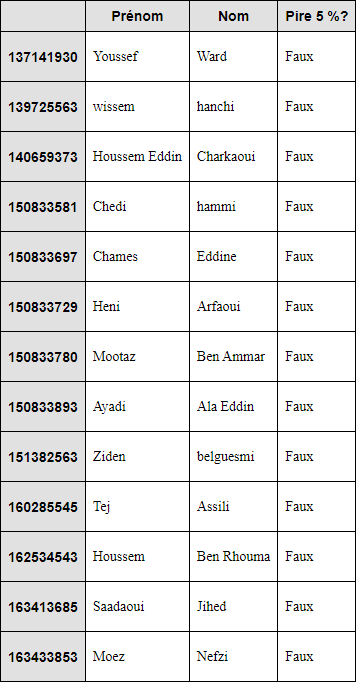 Prénom Nom Pire 5 %?
137141930 Youssef Ward Faux
139725563 wissem hanchi Faux
140659373 Houssem Eddin Charkaoui Faux
150833581 Chedi hammi Faux
150833697 Chames Eddine Faux
150833729 Heni Arfaoui Faux
150833780 Mootaz Ben Ammar Faux
150833893 Ayadi Ala Eddin Faux
151382563 Ziden belguesmi Faux
160285545 Tej Assili Faux
162534543 Houssem Ben Rhouma Faux
163413685 Saadaoui Jihed Faux
163433853 Moez Nefzi Faux